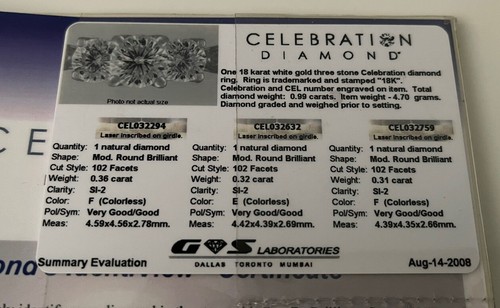 CELEBRATION
DIAMOND
One 18 karat white gold three stone Celebration diamond
ring. Ring is trademarked and stamped "18K".
Celebration and CEL number engraved on item. Total
diamond weight: 0.99 carats. Item weight - 4.70 grams.
Diamond graded and weighed prior to setting.
Photo not actual size
CEL032294 CEL032632 CEL032759
Laser inscribed on girdle. Laser inscribed on girdle. Laser inscribed on girdle.
Quantity: 1 natural diamond Quantity: 1 natural diamond Quantity: 1 natural diamond
Shape: Mod. Round Brilliant Shape: Mod. Round Brilliant Shape: Mod. Round Brilliant
Cut Style: 102 Facets Cut Style: 102 Facets Cut Style: 102 Facets
Weight: 0.36 carat Weight: 0.32 carat Weight: 0.31 carat
Clarity: SI-2 Clarity: SI-2 Clarity: SI-2
Color: F (Colorless) Color: E (Colorless) Color: F (Colorless)
Pol/Sym: Very Good/Good Pol/Sym: Very Good/Good Pol/Sym: Very Good/Good
Meas: 4.59x4.56x2.78mm. Meas: 4.42x4.39x2.69mm. Meas: 4.39x4.35x2.66mm.
G S LABORATORIES
DALLAS TORONTO MUMBAI
Summary Evaluation Aug-14-2008